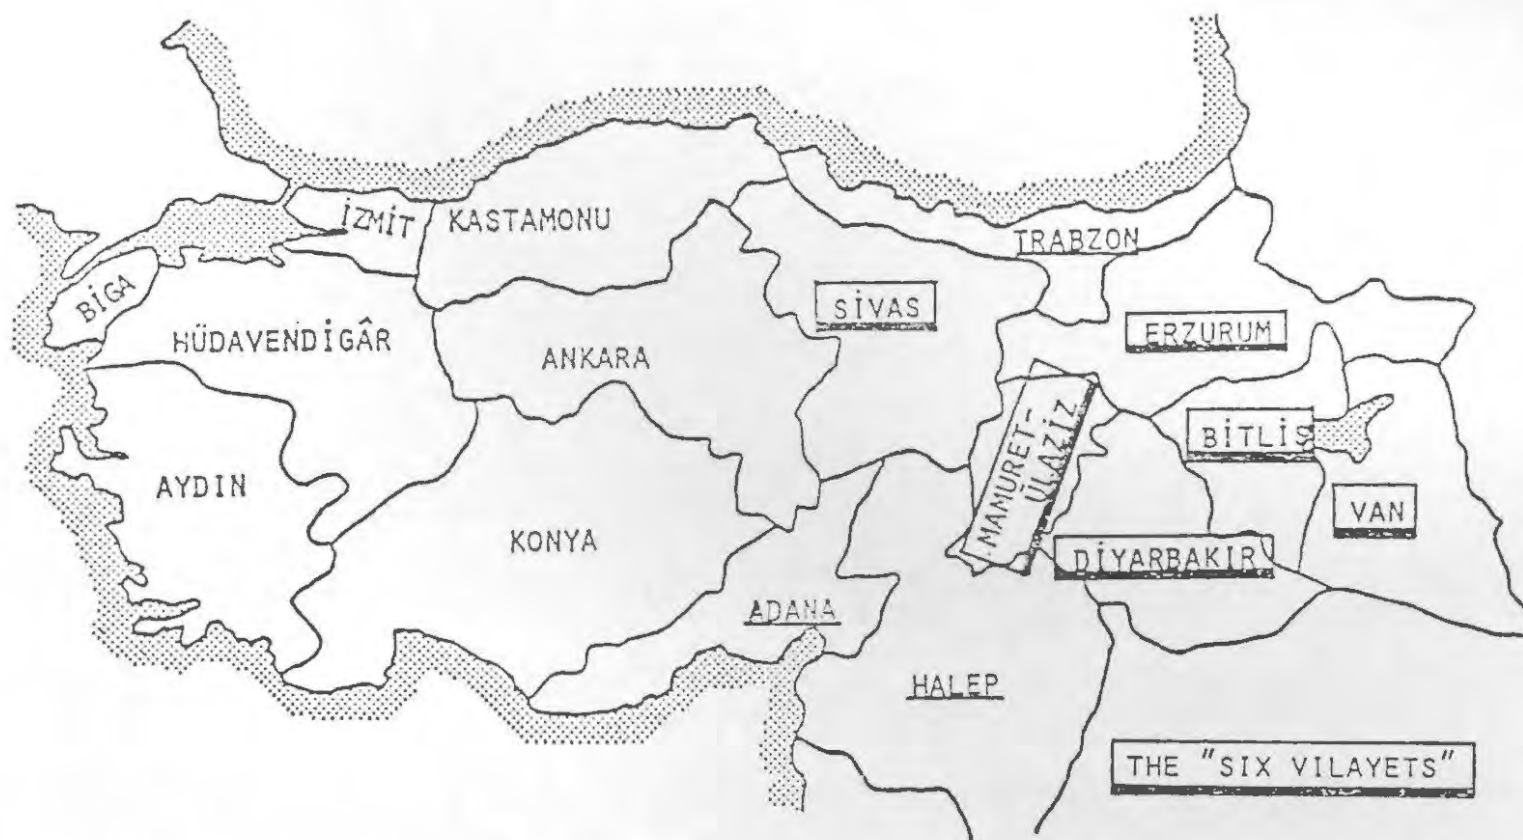 İZMİT
KASTAMONU
TRABZON
BİGA
HÜDAVENDİGÂR
ANKARA
SİVAS
ERZURUM
MAMURET-
ÜLAZİZ
BİTLİS
AYDIN
KONYA
VAN
DİYARBAKIR
ADANA
HALEP
THE "SIX VILAYETS"